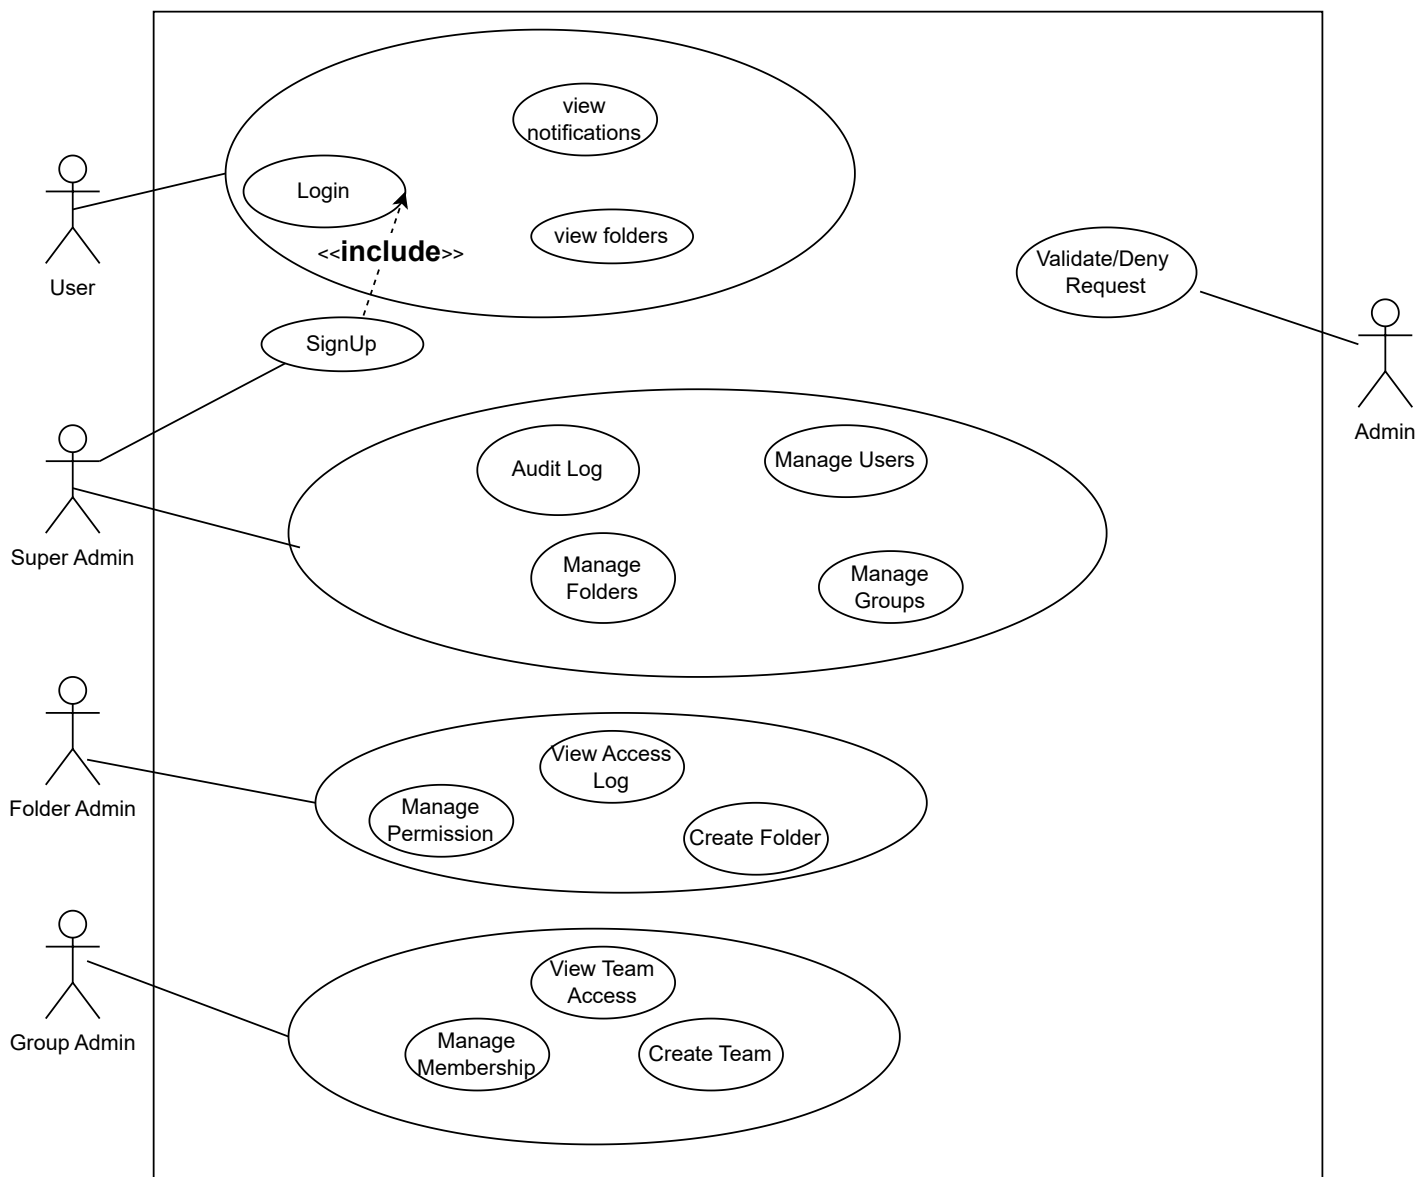 view
notifications
Login
view folders
<<include>>
User
SignUp
Validate/Deny
Request
Admin
Audit Log
Manage Users
Super Admin
Manage
Folders
Manage
Groups
View Access
Log
Folder Admin
Manage
Permission
Create Folder
View Team
Access
Group Admin
Manage
Membership
Create Team